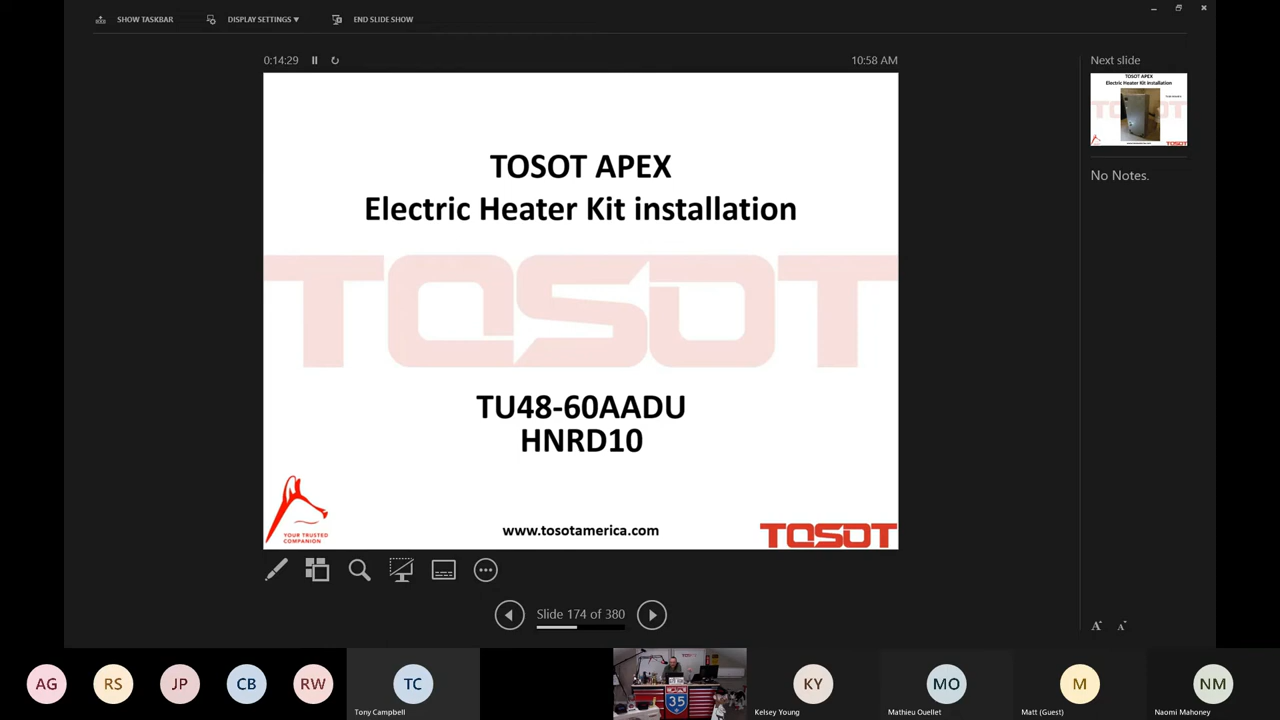 SHOW TASKBAR
DISPLAY SETTINGS ▼
END SLIDE SHOW
0:14:29
10:58 AM
TOSOT APEX
Electric Heater Kit installation
TOSOT
TU48-60AADU
HNRD10
YOUR TRUSTED
COMPANION
www.tosotamerica.com
TOSOT
Next slide
TOSOT APEX
Electric Heater Kit installation
TOSOT
No Notes.
Slide 174 of 380
A A
AG
RS
JP
CB
RW
TC
Tony Campbell
35
KY
Kelsey Young
MO
Mathieu Ouellet
M
Matt (Guest)
NM
Naomi Mahoney